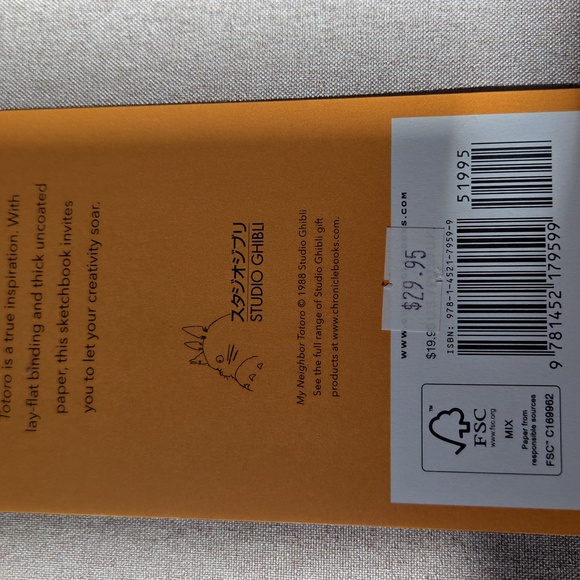 Totoro is a true inspiration. With
lay-flat binding and thick uncoated
paper, this sketchbook invites
you to let your creativity soar.
スタジオジブリ
STUDIO GHIBLI
My Neighbor Totoro © 1988 Studio Ghibli
See the full range of Studio Ghibli gift
products at www.chroniclebooks.com.
$29.95
$19.9
ISBN: 978-1-4521-7959-9
51995
9 781452 179599
FSC
www.fsc.org
MIX
Paper from
responsible sources
FSC™ C169962